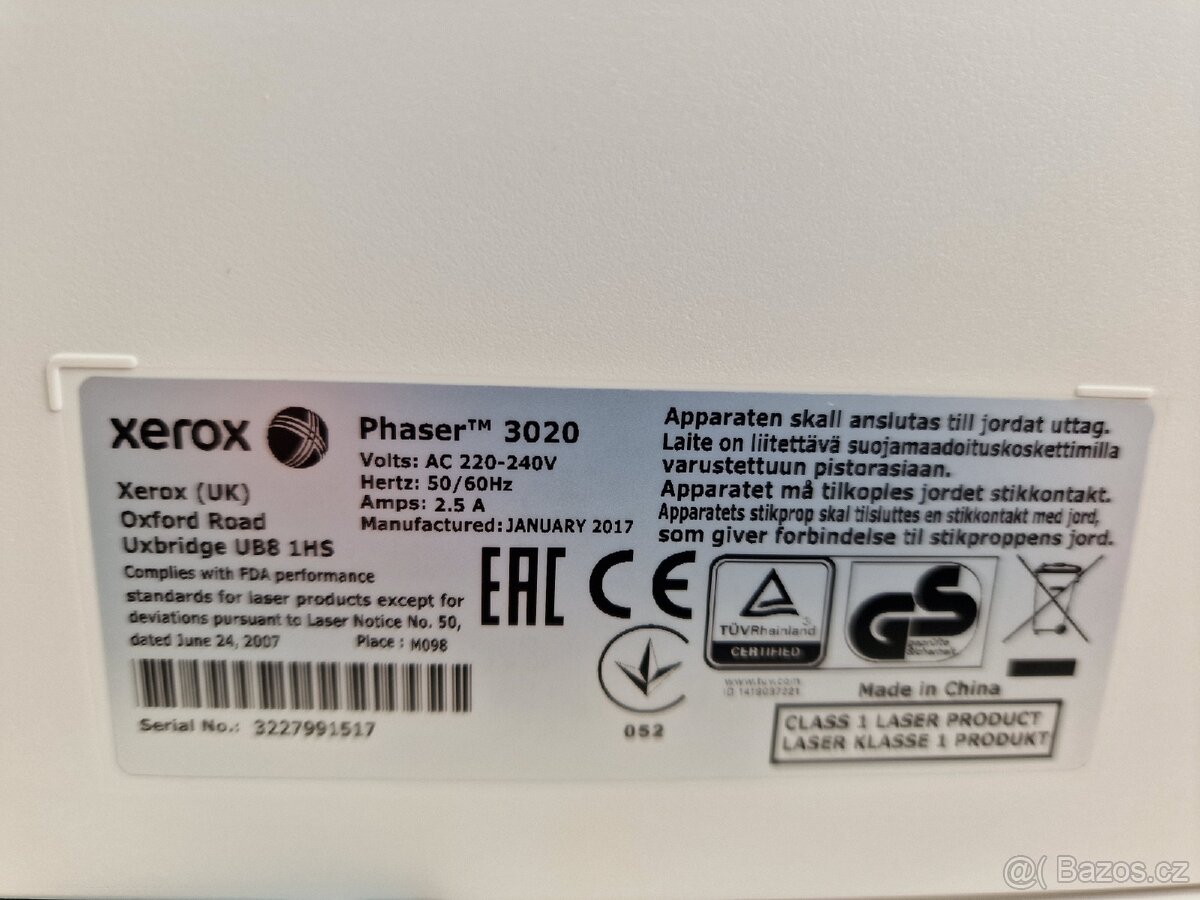 xerox
Phaser™ 3020
Volts: AC 220-240V
Hertz: 50/60Hz
Amps: 2.5 A
Manufactured: JANUARY 2017
Xerox (UK)
Oxford Road
Uxbridge UB8 1HS
Complies with FDA performance
standards for laser products except for
deviations pursuant to Laser Notice No. 50,
dated June 24, 2007 Place : M098
Serial No.: 3227991517
Apparaten skall anslutas till jordat uttag.
Laite on liitettävä suojamaadoituskoskettimilla
varustettuun pistorasiaan.
Apparatet må tilkoples jordet stikkontakt.
Apparatets stikprop skal tilsluttes en stikkontakt med jord,
som giver forbindelse til stikproppens jord.
EAC CE
052
TÜVRheinland
CERTIFIED
www.tuv.com
GS
geprüfte
Sicherheit
Made in China
CLASS 1 LASER PRODUCT
LASER KLASSE 1 PRODUKT
@( Bazos.cz